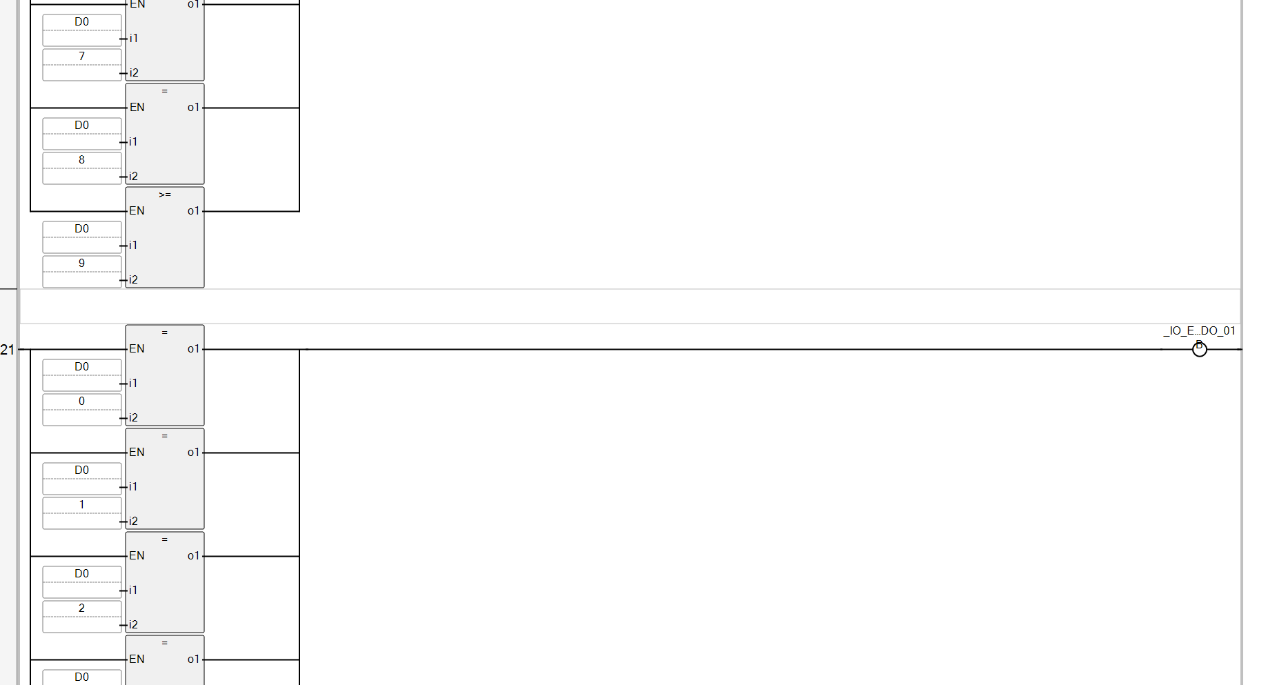 EN o1
D0
i1
7
i2
=
EN o1
D0
i1
8
i2
>=
EN o1
D0
i1
9
i2
_IO_E...DO_01
=
21 EN o1 B
D0
i1
0
i2
=
EN o1
D0
i1
1
i2
=
EN o1
D0
i1
2
i2
=
EN o1
D0